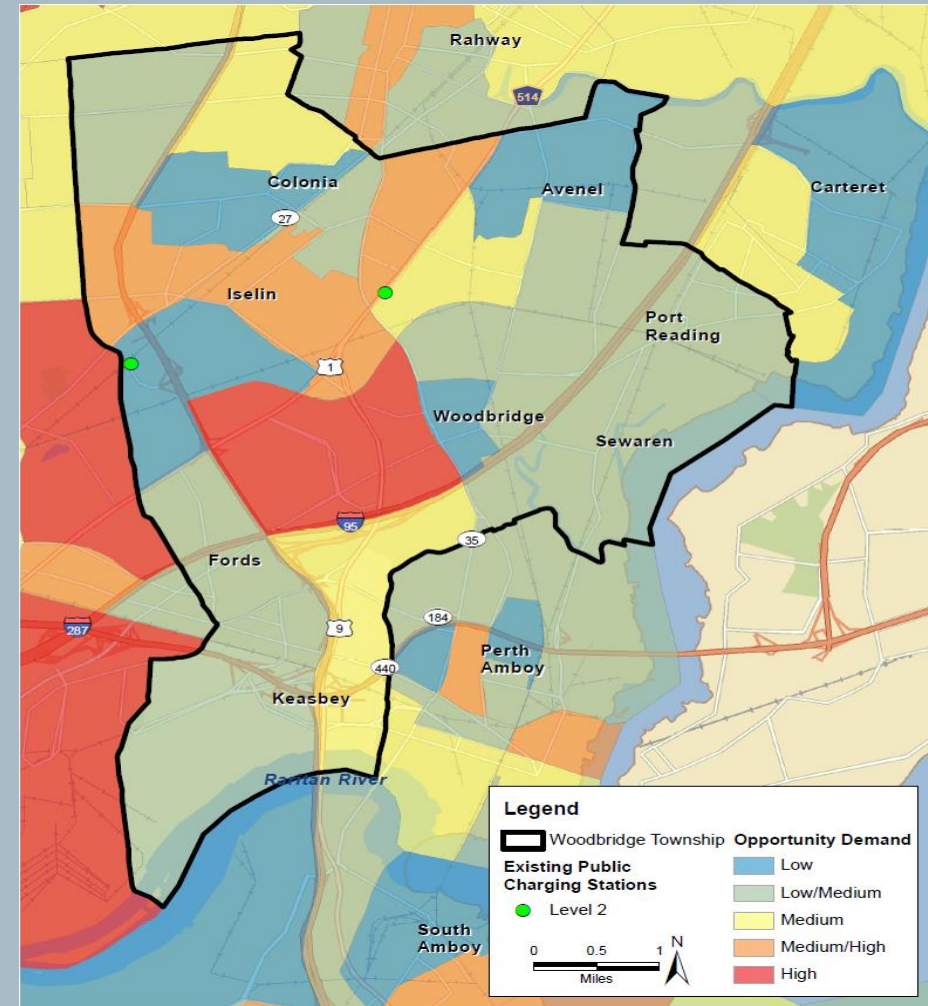 Rahway
514
Colonia
Avenel
Carteret
27
Iselin
Port
Reading
1
Woodbridge
Sewaren
95
35
Fords
184
9
287
Perth
Amboy
440
Keasbey
Raritan River
South
Amboy
Legend
Woodbridge Township
Existing Public
Charging Stations
Level 2
0 0.5 1
Miles
N
Opportunity Demand
Low
Low/Medium
Medium
Medium/High
High